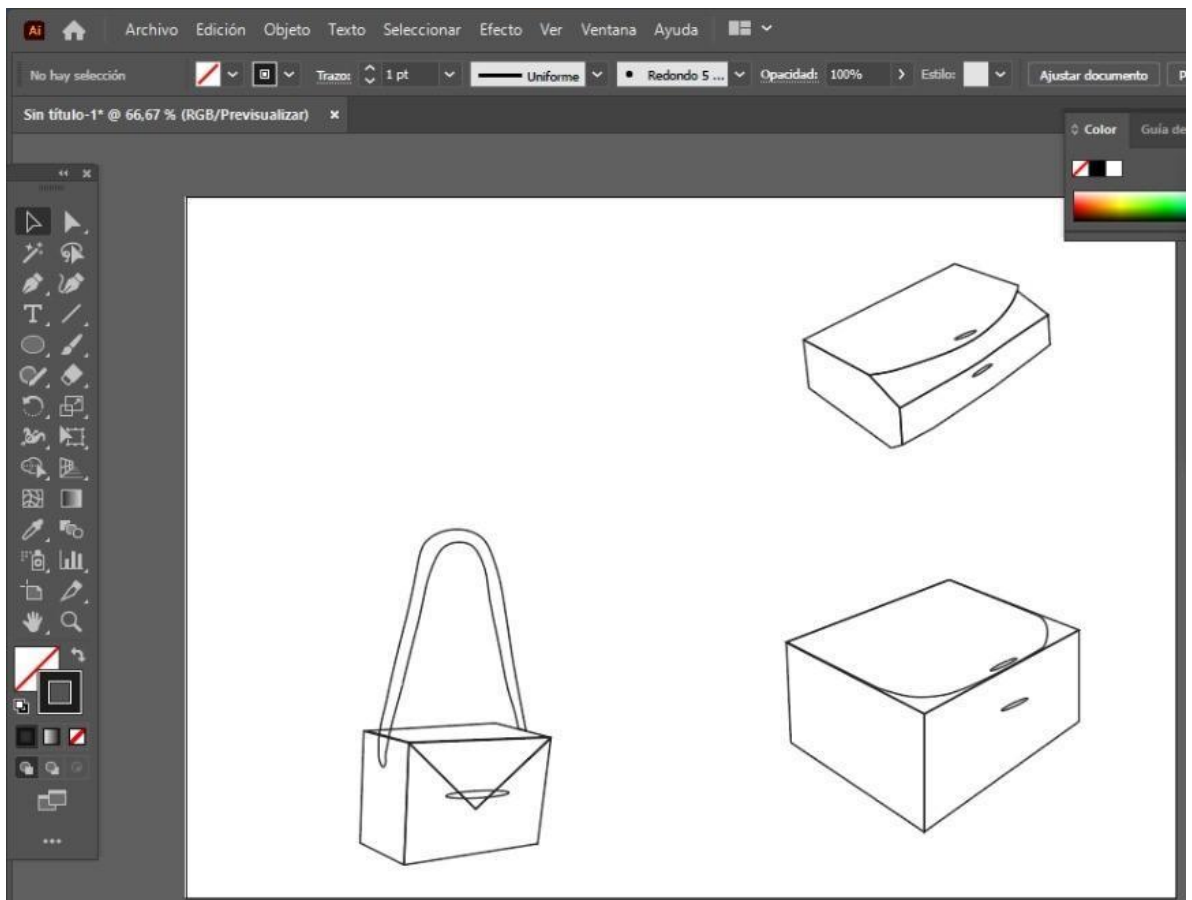 Ai Archivo Edición Objeto Texto Seleccionar Efecto Ver Ventana Ayuda
No hay selección Trazo: 1 pt Uniforme Redondo 5 ... Opacidad: 100% Estilo: Ajustar documento P
Sin título-1* @ 66,67 % (RGB/Previsualizar) ×
Color Guía de